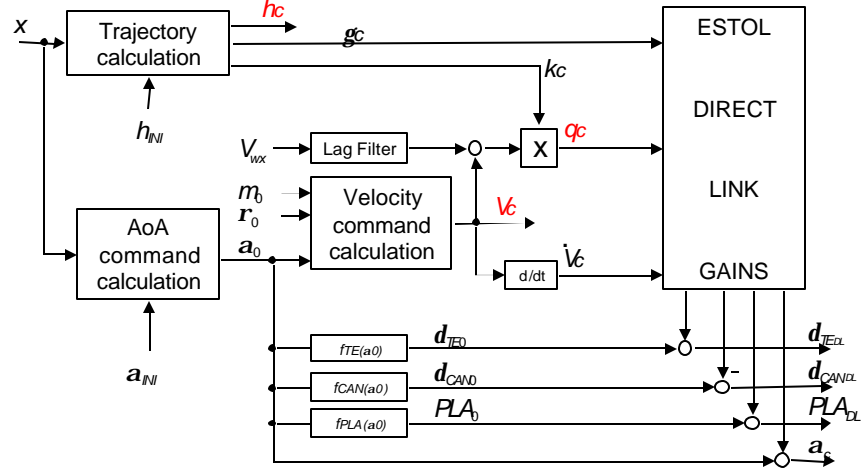 x
Trajectory
calculation
hc
gc
kc
hINI
ESTOL
DIRECT
LINK
GAINS
Vwx
Lag Filter
X
qc
m0
r0
a0
Velocity
command
calculation
Vc
AoA
command
calculation
d/dt
V̇c
aINI
fTE(a0)
dTE0
dTEDL
fCAN(a0)
dCAN0
-
dCANDL
fPLA(a0)
PLA0
PLADL
ac